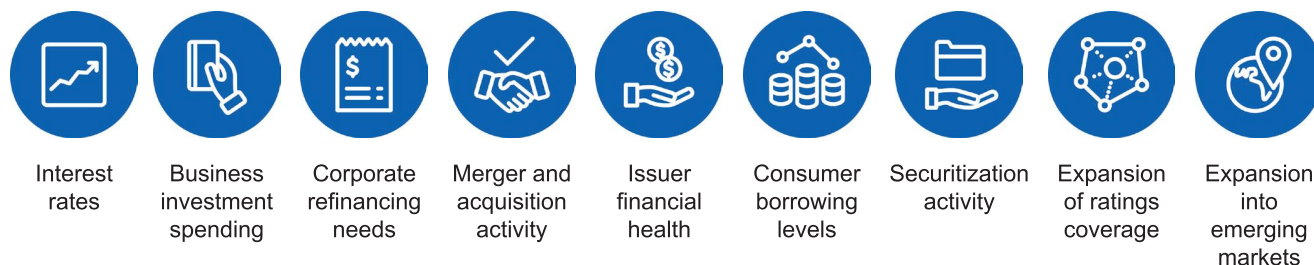 Interest
rates
Business
investment
spending
Corporate
refinancing
needs
Merger and
acquisition
activity
Issuer
financial
health
Consumer
borrowing
levels
Securitization
activity
Expansion
of ratings
coverage
Expansion
into
emerging
markets